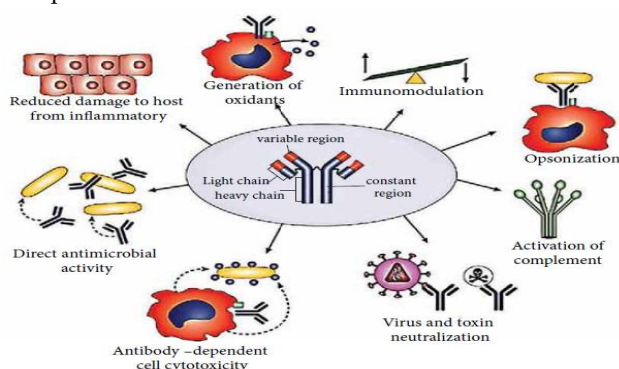 Generation of
oxidants
Immunomodulation
Reduced damage to host
from inflammatory
Opsonization
variable region
Light chain
heavy chain
constant
region
Direct antimicrobial
activity
Activation of
complement
Virus and toxin
neutralization
Antibody –dependent
cell cytotoxicity